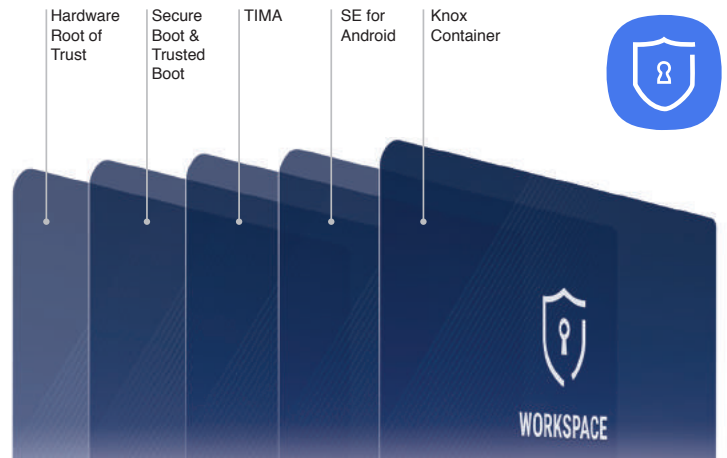 Hardware
Root of
Trust
Secure
Boot &
Trusted
Boot
TIMA
SE for
Android
Knox
Container
WORKSPACE